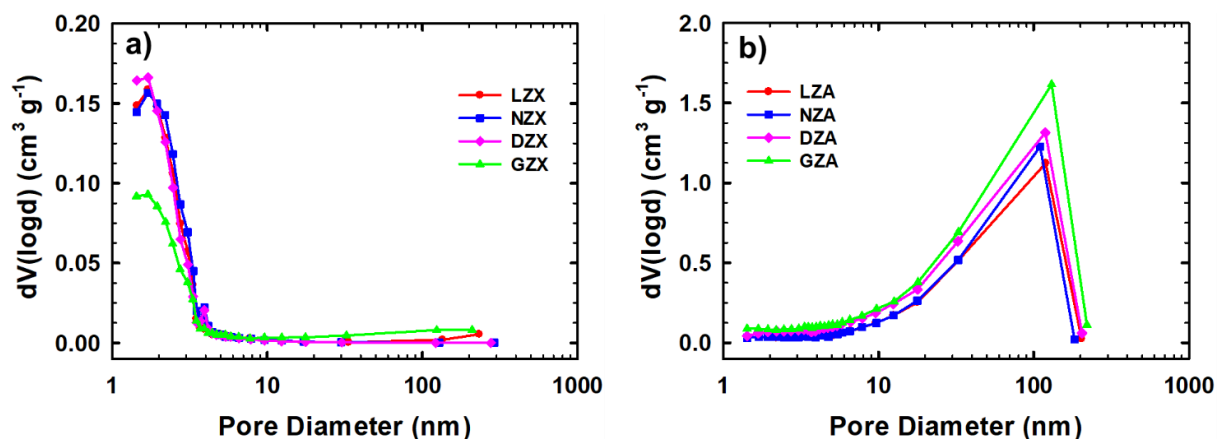 a)
dV(logd) (cm³ g⁻¹)
0.20
0.15
0.10
0.05
0.00
LZX
NZX
DZX
GZX
1 10 100 1000
Pore Diameter (nm)
b)
dV(logd) (cm³ g⁻¹)
2.0
1.5
1.0
0.5
0.0
LZA
NZA
DZA
GZA
1 10 100 1000
Pore Diameter (nm)